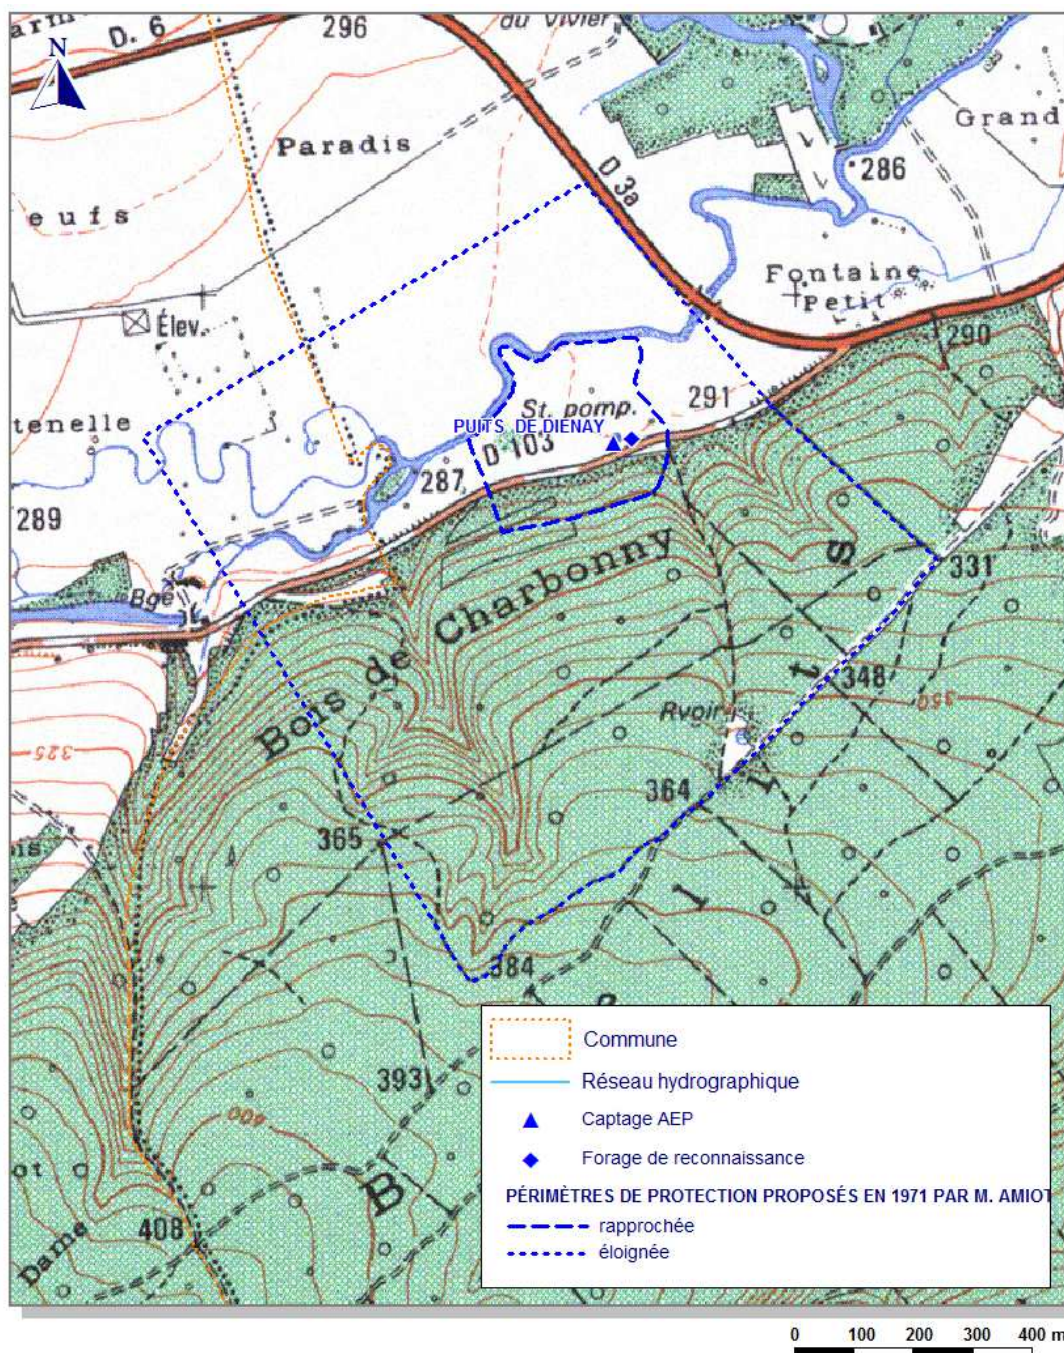 D. 6
296
du Vivier
N
Paradis
D 3a
Grand
286
eufs
Fontaine
Petit
Élev.
290
291
St. pomp.
PUITS DE DIENAY
tenelle
D 103
287
289
331
Bge
Bois de Charbonny
348
350
Rvoir
325
364
365
384
393
400
408
Dame
B
Commune
Réseau hydrographique
Captage AEP
Forage de reconnaissance
PÉRIMÈTRES DE PROTECTION PROPOSÉS EN 1971 PAR M. AMIOT
rapprochée
éloignée
0 100 200 300 400 m